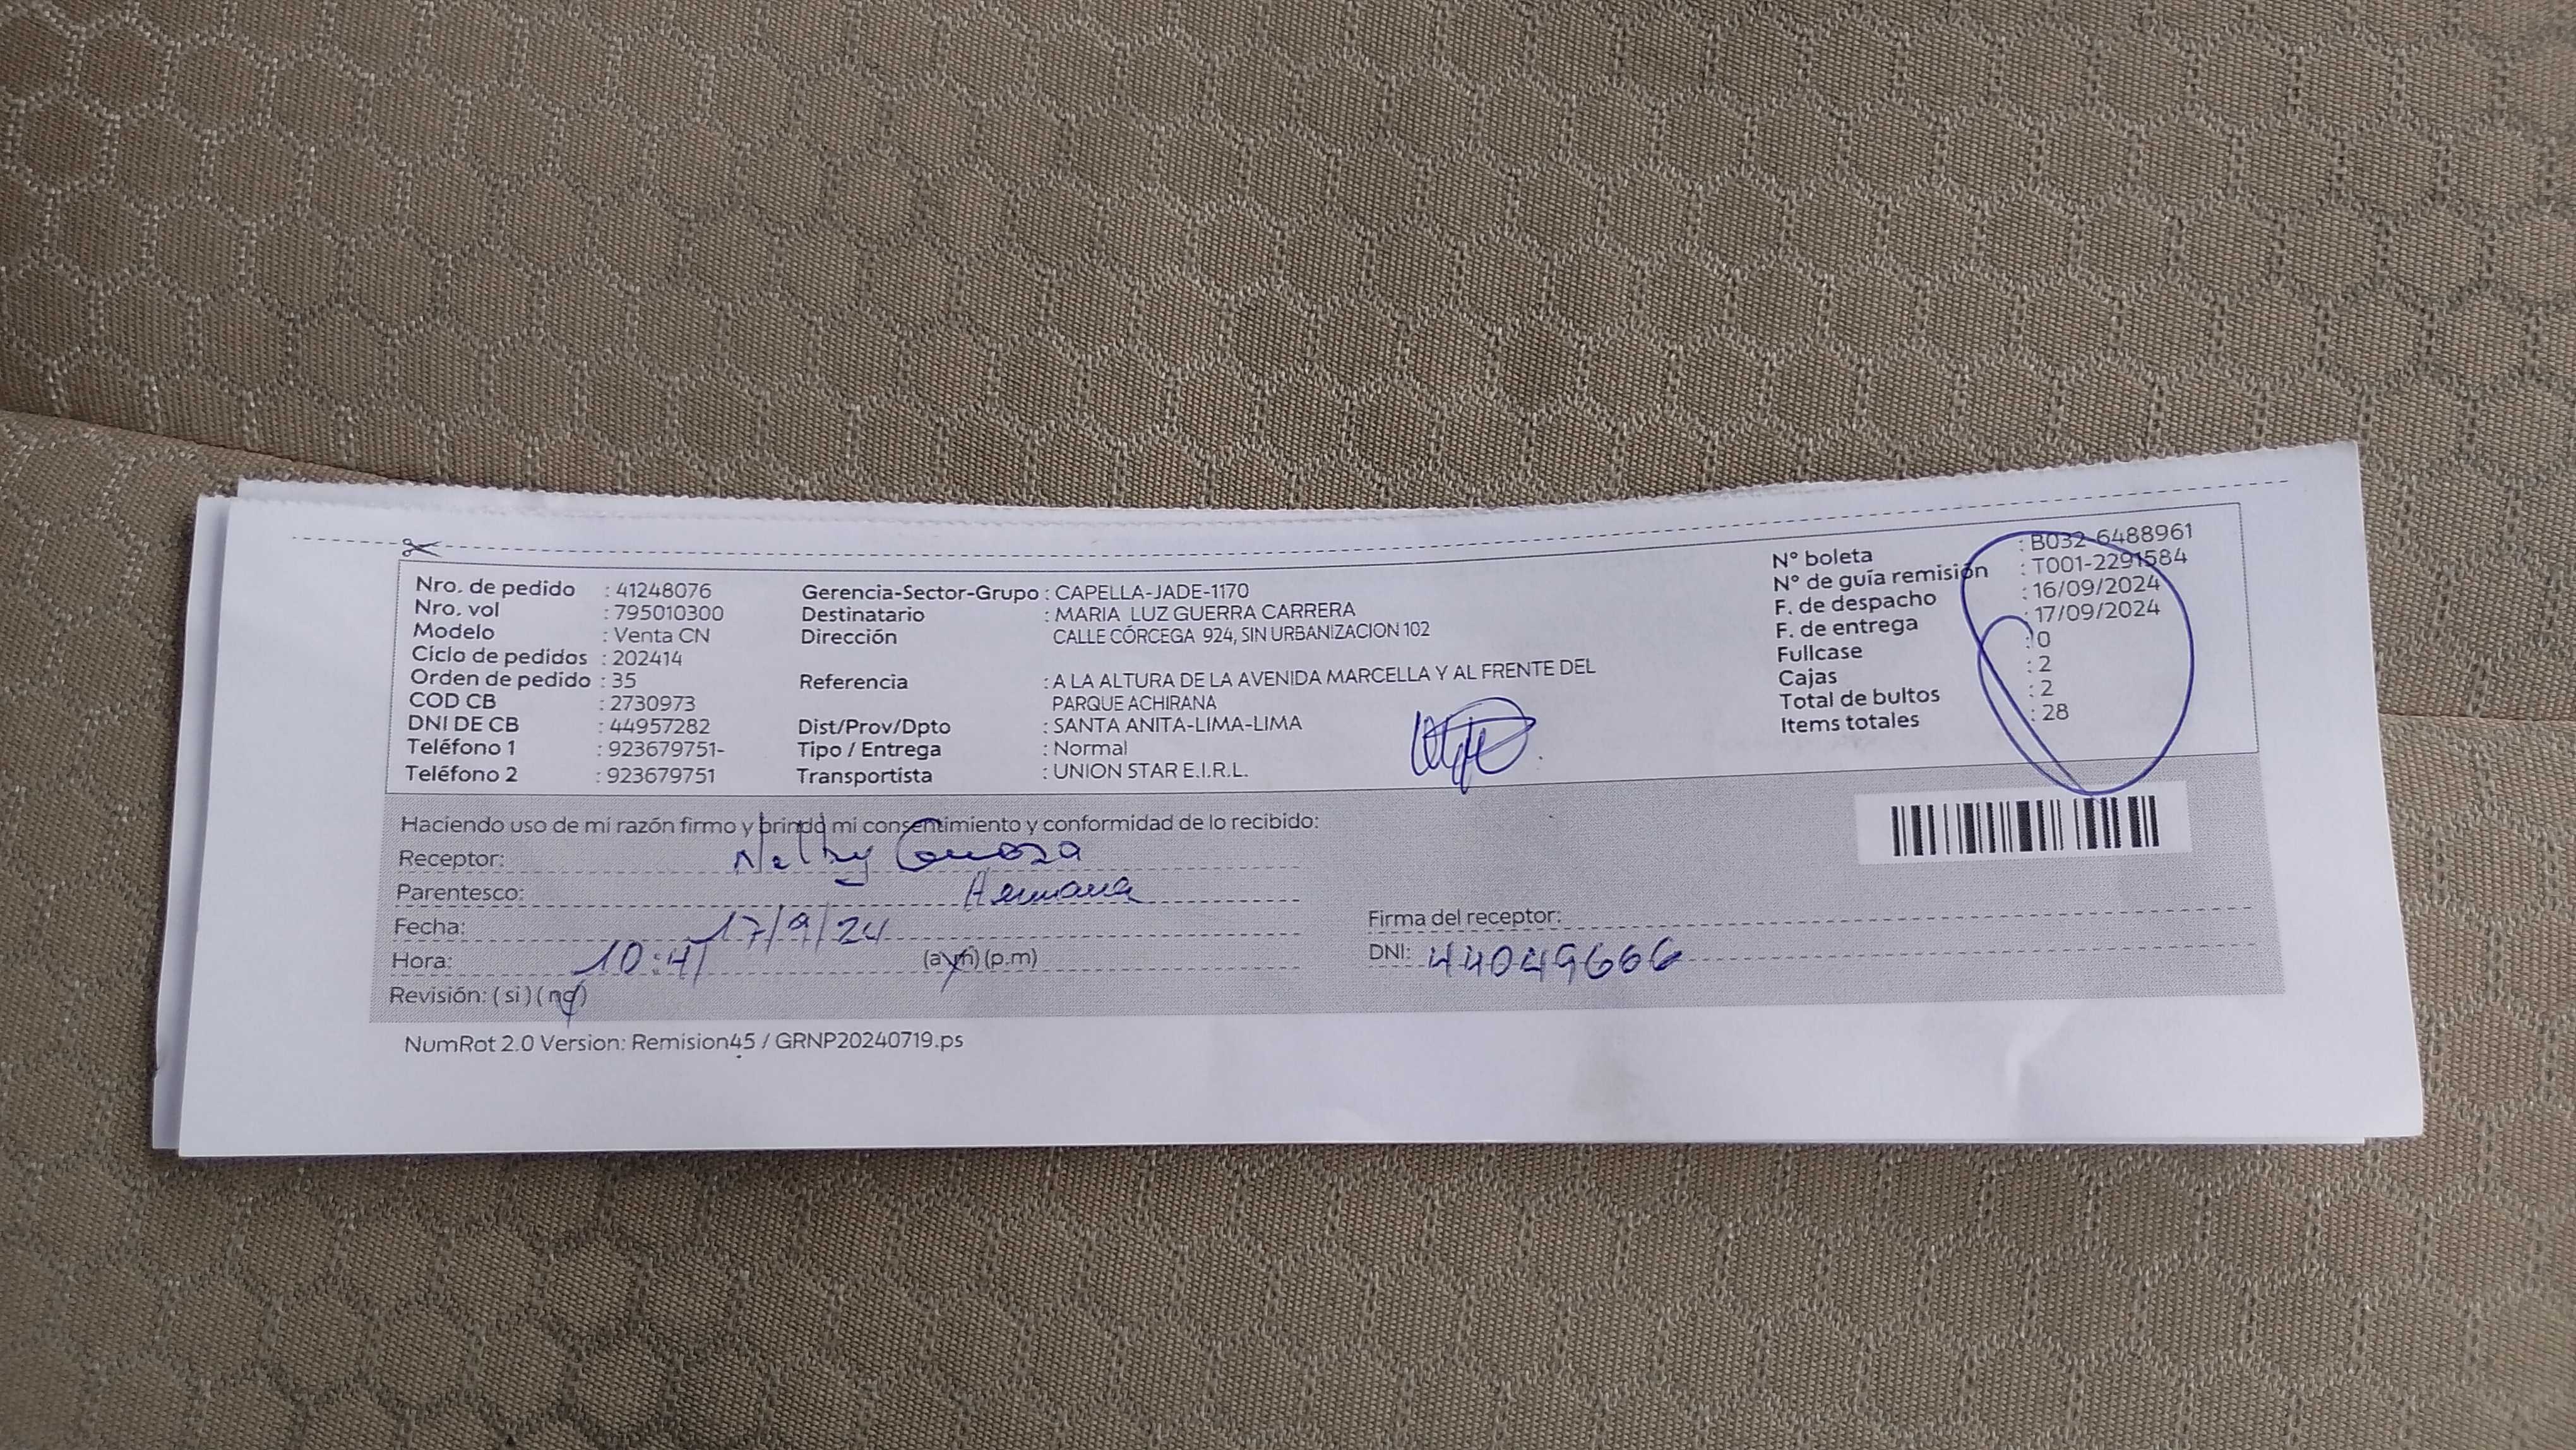 Nro. de pedido : 41248076
Nro. vol : 795010300
Modelo : Venta CN
Ciclo de pedidos : 202414
Orden de pedido : 35
COD CB : 2730973
DNI DE CB : 44957282
Teléfono 1 : 923679751-
Teléfono 2 : 923679751
Gerencia-Sector-Grupo : CAPELLA-JADE-1170
Destinatario : MARIA LUZ GUERRA CARRERA
Dirección CALLE CÓRCEGA 924, SIN URBANIZACION 102
Referencia : A LA ALTURA DE LA AVENIDA MARCELLA Y AL FRENTE DEL
PARQUE ACHIRANA
Dist/Prov/Dpto : SANTA ANITA-LIMA-LIMA
Tipo / Entrega : Normal
Transportista : UNION STAR E.I.R.L.
N° boleta : B032-6488961
N° de guía remisión : T001-2291584
F. de despacho : 16/09/2024
F. de entrega : 17/09/2024
Fullcase : 0
Cajas : 2
Total de bultos : 2
Items totales : 28
Haciendo uso de mi razón firmo y brindo mi consentimiento y conformidad de lo recibido:
Receptor: Nelly
Parentesco: Hermana
Fecha: 17/9/24
Hora: 10:41 (a.m) (p.m)
Revisión: ( si ) ( no )
Firma del receptor:
DNI: 44049666
NumRot 2.0 Version: Remision45 / GRNP20240719.ps